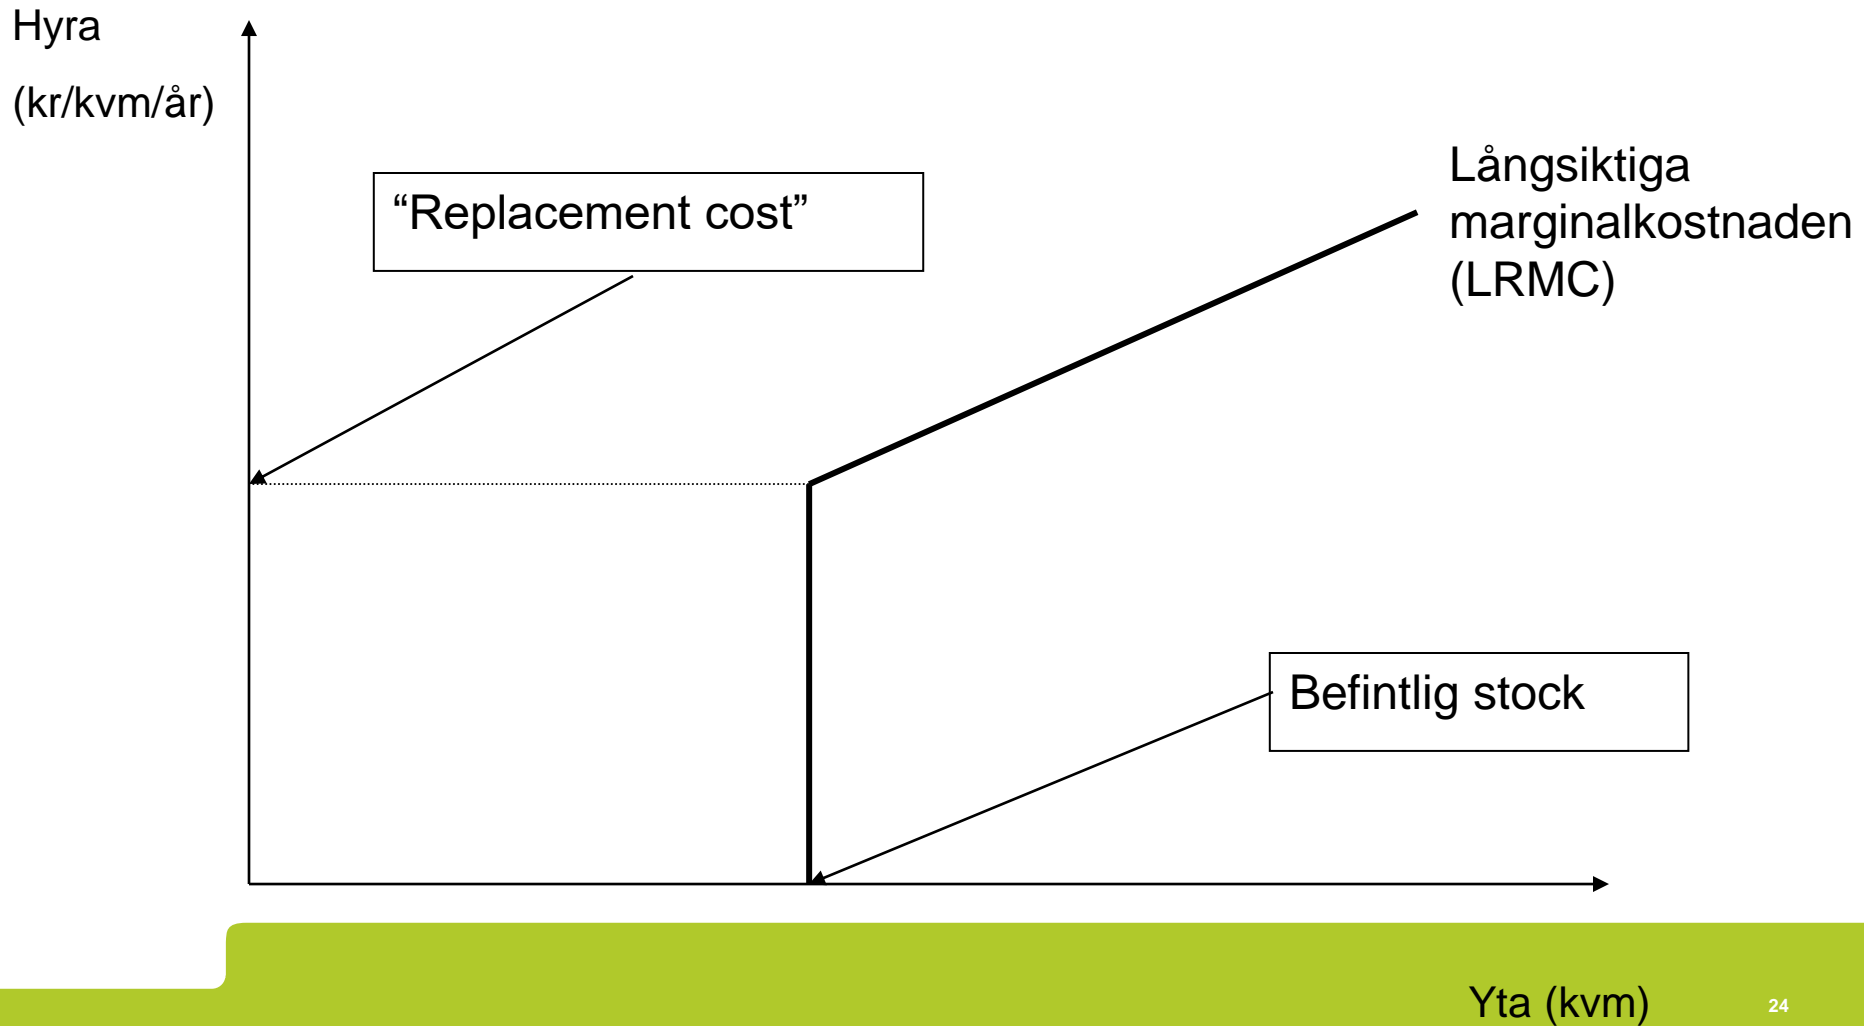 Hyra
(kr/kvm/år)
“Replacement cost”
Långsiktiga
marginalkostnaden
(LRMC)
Befintlig stock
Yta (kvm)
24